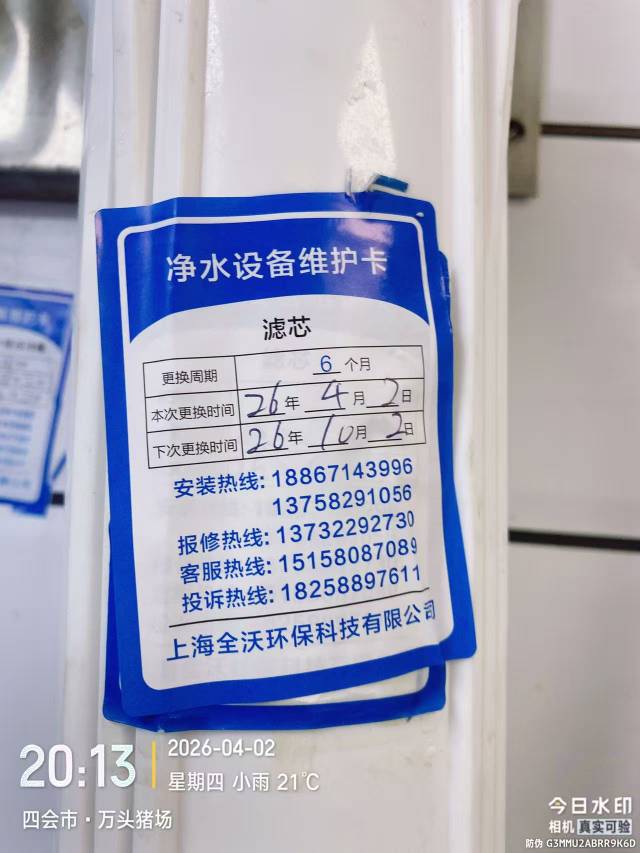 净水设备维护卡
滤芯
更换周期 6 个月
本次更换时间 26 年 4 月 2 日
下次更换时间 26 年 10 月 2 日
安装热线: 18867143996
13758291056
报修热线: 13732292730
客服热线: 15158087089
投诉热线: 18258897611
上海全沃环保科技有限公司
20:13
2026-04-02
星期四 小雨 21℃
四会市·万头猪场
今日水印
相机 真实可验
防伪 G3MMU2ABRR9K6D